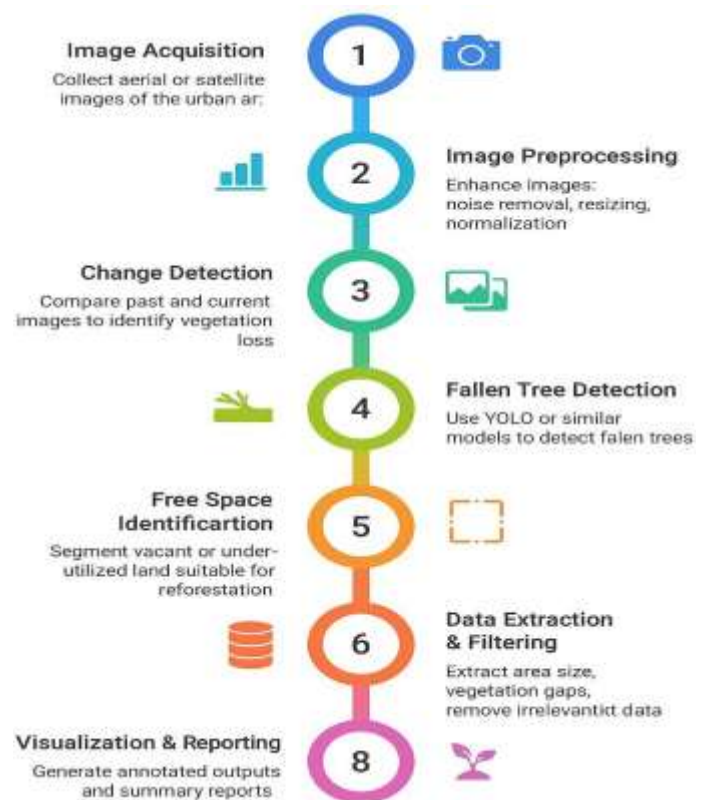 1
Image Acquisition
Collect aerial or satellite
images of the urban ar:
2
Image Preprocessing
Enhance images:
noise removal, resizing,
normalization
3
Change Detection
Compare past and current
images to identify vegetation
loss
4
Fallen Tree Detection
Use YOLO or similar
models to detect falen trees
5
Free Space
Identificartion
Segment vacant or under-
utilized land suitable for
reforestation
6
Data Extraction
& Filtering
Extract area size,
vegetation gaps,
remove irrelevantkt data
8
Visualization & Reporting
Generate annotated outputs
and summary reports